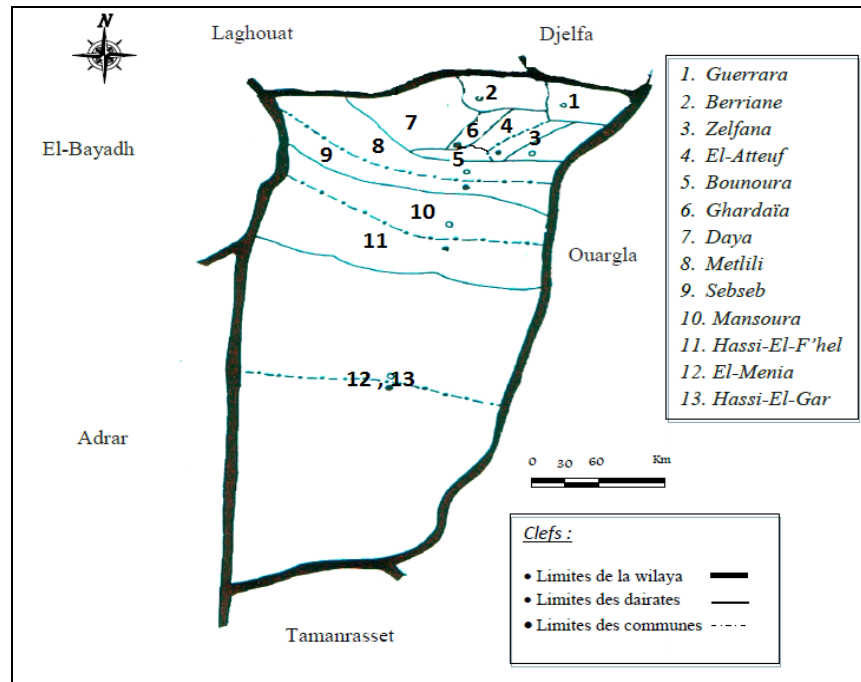 N
Laghouat
Djelfa
El-Bayadh
Ouargla
Adrar
Tamanrasset
1
2
3
4
5
6
7
8
9
10
11
12 , 13
1. Guerrara
2. Berriane
3. Zelfana
4. El-Atteuf
5. Bounoura
6. Ghardaïa
7. Daya
8. Metlili
9. Sebseb
10. Mansoura
11. Hassi-El-F'hel
12. El-Menia
13. Hassi-El-Gar
0 30 60 Km
Clefs :
• Limites de la wilaya
• Limites des dairates
• Limites des communes